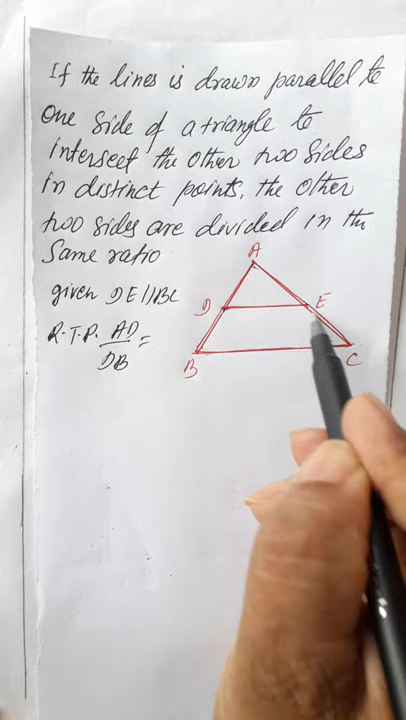 If the lines is drawn parallel to
One side of a triangle to
intersect the other two sides
in distinct points, the other
two sides are divided in the
Same ratio
A
given DE||BC
D
E
R.T.P. AD/DB =
B
C